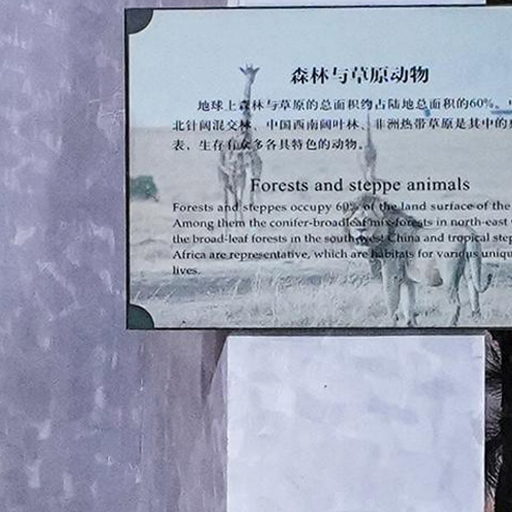 森林与草原动物
地球上森林与草原的总面积约占陆地总面积的60%。
北针阔混交林、中国西南阔叶林、非洲热带草原是其中的
表，生存有众多各具特色的动物。
Forests and steppe animals
Forests and steppes occupy 60% of the land surface of the
Among them the conifer-broadleaf mix forests in north-east
the broad-leaf forests in the southwest China and tropical
Africa are representative, which are habitats for various
lives.